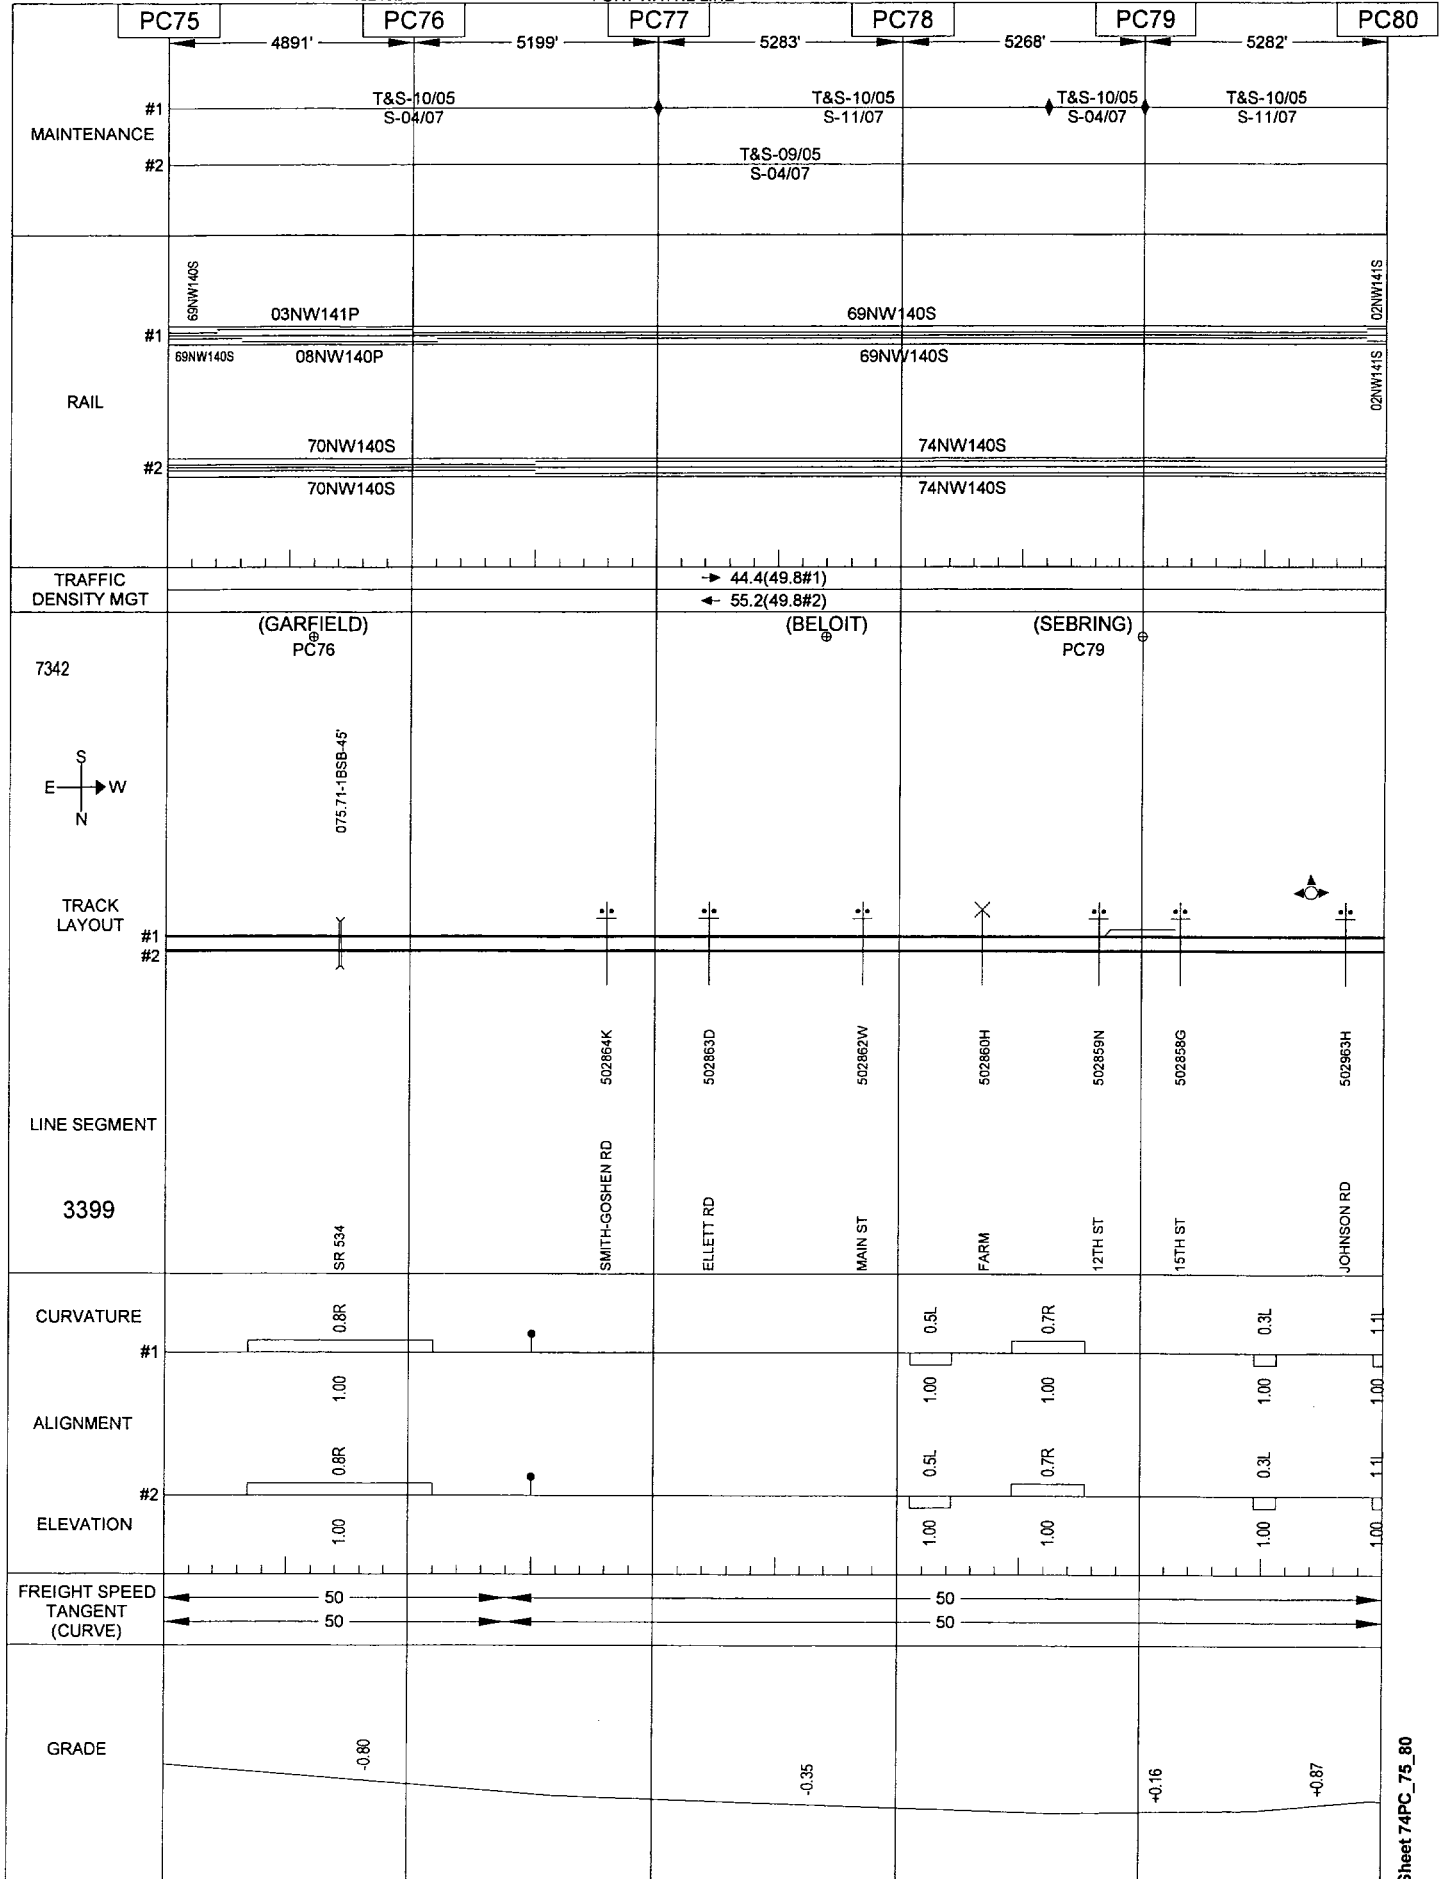 PC75 PC76 PC77 PC78 PC79 PC80
4891' 5199' 5283' 5268' 5282'
MAINTENANCE
#1
T&S-10/05 T&S-10/05 T&S-10/05 T&S-10/05
S-04/07 S-11/07 S-04/07 S-11/07
#2
T&S-09/05
S-04/07
RAIL
69NW140S 03NW141P 69NW140S 02NW141S
#1
69NW140S 08NW140P 69NW140S 02NW141S
70NW140S 74NW140S
#2
70NW140S 74NW140S
TRAFFIC
DENSITY MGT
44.4(49.8#1)
55.2(49.8#2)
(GARFIELD) (BELOIT) (SEBRING)
PC76 PC79
7342
S
E W
N
075.71-1BSB-45'
TRACK
LAYOUT
#1
#2
502864K 502863D 502862W 502860H 502859N 502858G 502963H
LINE SEGMENT
3399
SR 534 SMITH-GOSHEN RD ELLETT RD MAIN ST FARM 12TH ST 15TH ST JOHNSON RD
CURVATURE
0.8R 0.5L 0.7R 0.3L 1.1L
#1
1.00 1.00 1.00 1.00 1.00
ALIGNMENT
0.8R 0.5L 0.7R 0.3L 1.1L
#2
ELEVATION
1.00 1.00 1.00 1.00 1.00
FREIGHT SPEED
TANGENT
(CURVE)
50 50
50 50
GRADE
-0.80 -0.35 +0.16 +0.87
Sheet 74PC_75_80